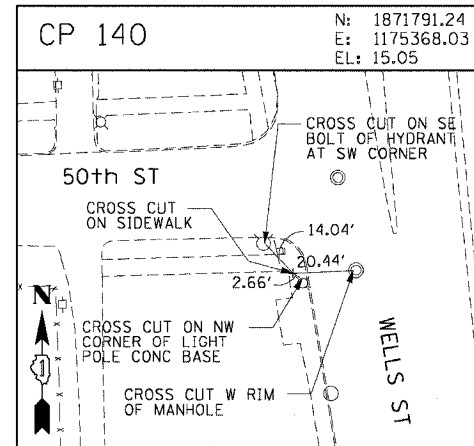 CP 140
N: 1871791.24
E: 1175368.03
EL: 15.05
CROSS CUT ON SE
BOLT OF HYDRANT
AT SW CORNER
50th ST
CROSS CUT
ON SIDEWALK
14.04'
20.44'
2.66'
N
1
CROSS CUT ON NW
CORNER OF LIGHT
POLE CONC BASE
CROSS CUT W RIM
OF MANHOLE
WELLS ST